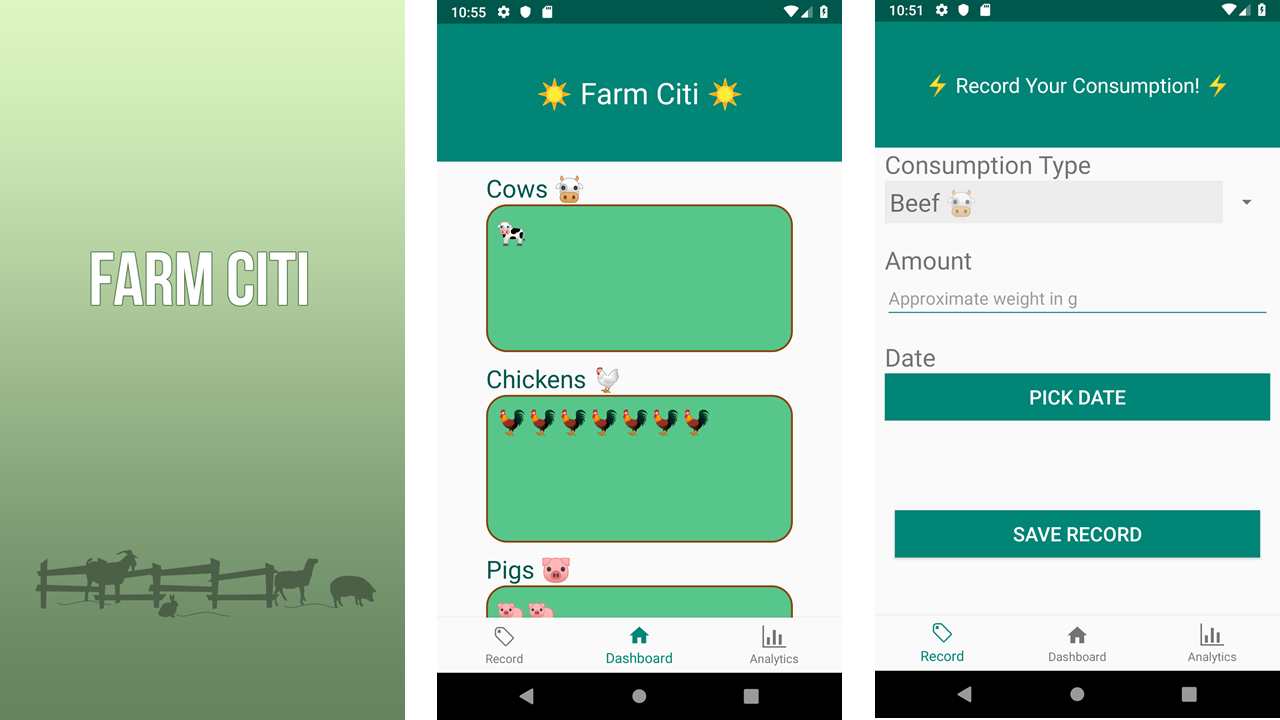 FARM CITI
10:55
☀️ Farm Citi ☀️
Cows 🐮
Chickens 🐓
Pigs 🐷
Record Dashboard Analytics
10:51
⚡ Record Your Consumption! ⚡
Consumption Type
Beef 🐮
Amount
Approximate weight in g
Date
PICK DATE
SAVE RECORD
Record Dashboard Analytics